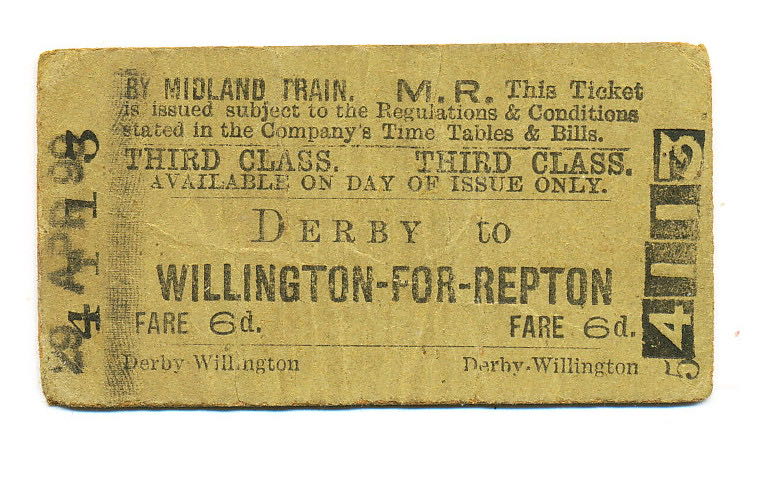 BY MIDLAND TRAIN. M.R. This Ticket
is issued subject to the Regulations & Conditions
stated in the Company's Time Tables & Bills.
THIRD CLASS. THIRD CLASS.
AVAILABLE ON DAY OF ISSUE ONLY.
DERBY to
WILLINGTON-FOR-REPTON
FARE 6d. FARE 6d.
Derby-Willington Derby-Willington
4113